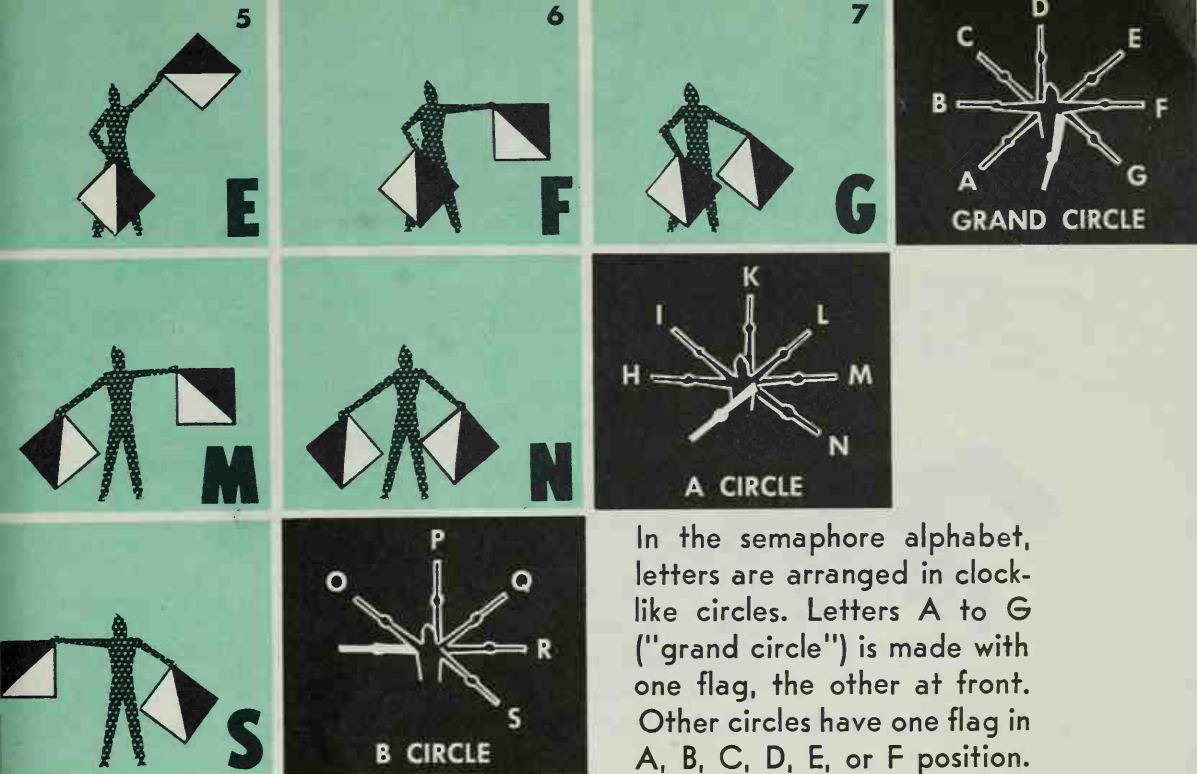 5
6
7
E
F
G
D
C
E
B
F
A
G
GRAND CIRCLE
M
N
K
I
L
H
M
N
A CIRCLE
S
P
O
Q
R
S
B CIRCLE
In the semaphore alphabet,
letters are arranged in clock-
like circles. Letters A to G
("grand circle") is made with
one flag, the other at front.
Other circles have one flag in
A, B, C, D, E, or F position.